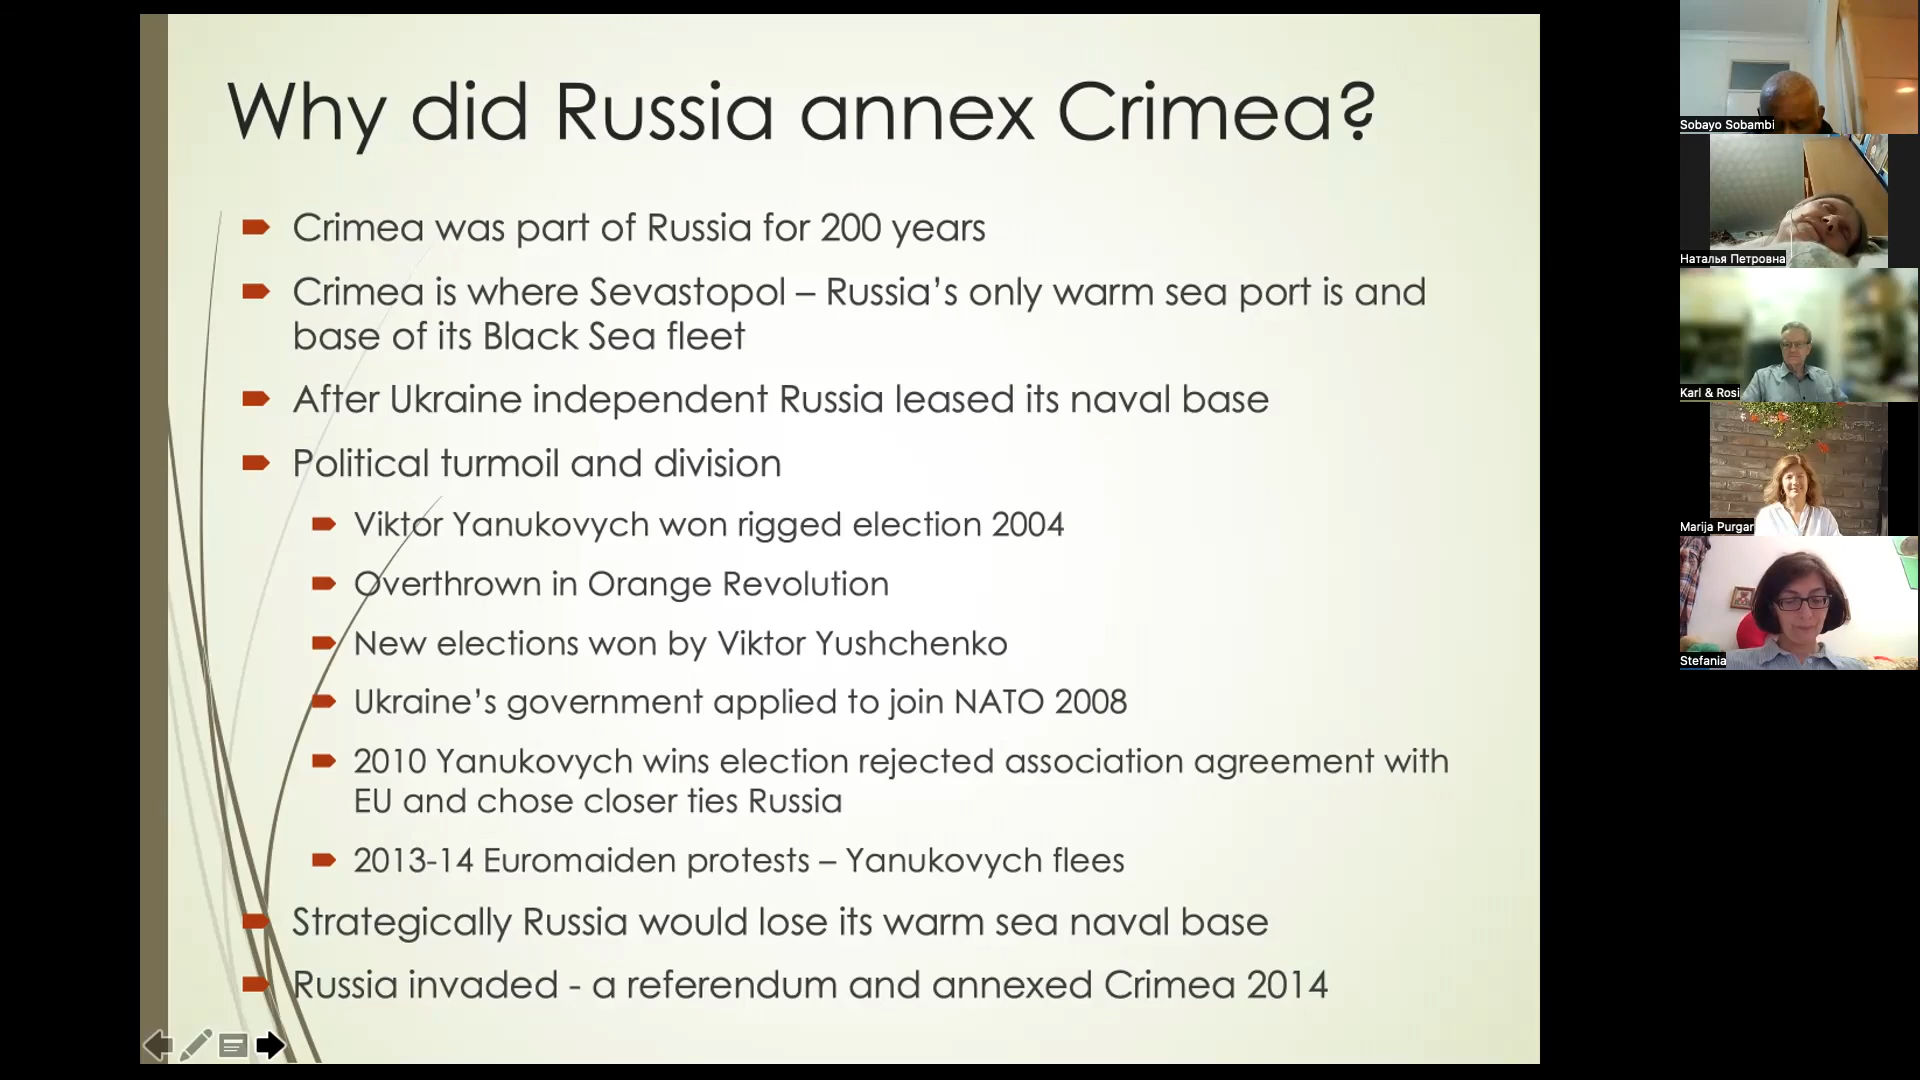 Why did Russia annex Crimea?
Crimea was part of Russia for 200 years
Crimea is where Sevastopol – Russia’s only warm sea port is and
base of its Black Sea fleet
After Ukraine independent Russia leased its naval base
Political turmoil and division
Viktor Yanukovych won rigged election 2004
Overthrown in Orange Revolution
New elections won by Viktor Yushchenko
Ukraine’s government applied to join NATO 2008
2010 Yanukovych wins election rejected association agreement with
EU and chose closer ties Russia
2013-14 Euromaiden protests – Yanukovych flees
Strategically Russia would lose its warm sea naval base
Russia invaded - a referendum and annexed Crimea 2014
Sobayo Sobambi
Наталья Петровна
Karl & Rosi
Marija Purgar
Stefania